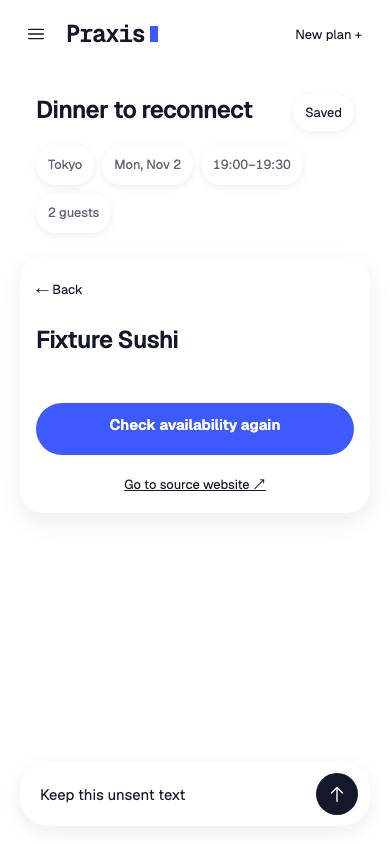 Praxis
New plan +
Dinner to reconnect
Saved
Tokyo
Mon, Nov 2
19:00–19:30
2 guests
← Back
Fixture Sushi
Check availability again
Go to source website ↗
Keep this unsent text